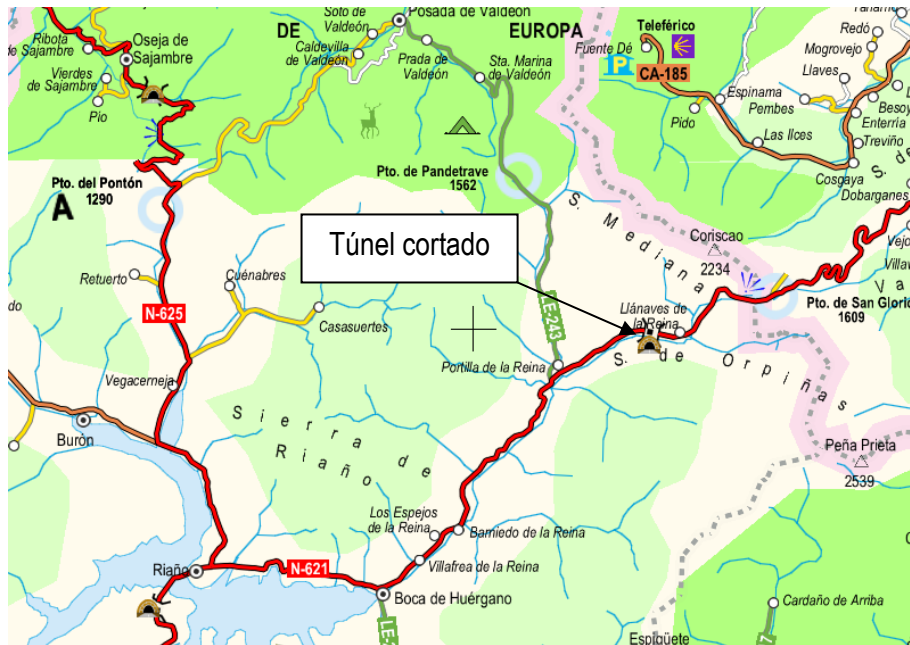 Soto de
Valdeón
Posada de Valdeón
DE
EUROPA
Teleférico
Fuente Dé
P
CA-185
Redó
Mogrovejo
Llaves
Ribota
de Sajambre
Oseja de
Sajambre
Caldevilla
de Valdeón
Prada de
Valdeón
Sta. Marina
de Valdeón
Vierdes
de Sajambre
Pio
Espinama
Pembes
Pido
Las Ilces
Enterría
Treviño
Cosgaya
Dobarganes
Pto. del Pontón
1290
A
Pto. de Pandetrave
1562
Túnel cortado
S. Mediana
Coriscao
2234
Retuerto
Cuénabres
N-625
Casasuertes
LE-243
Llánaves de
la Reina
Pto. de San Glorio
1609
Portilla de la Reina
S. de Orpiñas
Vegacerneja
Burón
Sierra de
Riaño
Peña Prieta
2539
Los Espejos
de la Reina
Barniedo de la Reina
Villafrea de la Reina
Riaño
N-621
Boca de Huérgano
Cardaño de Arriba
Espigüete